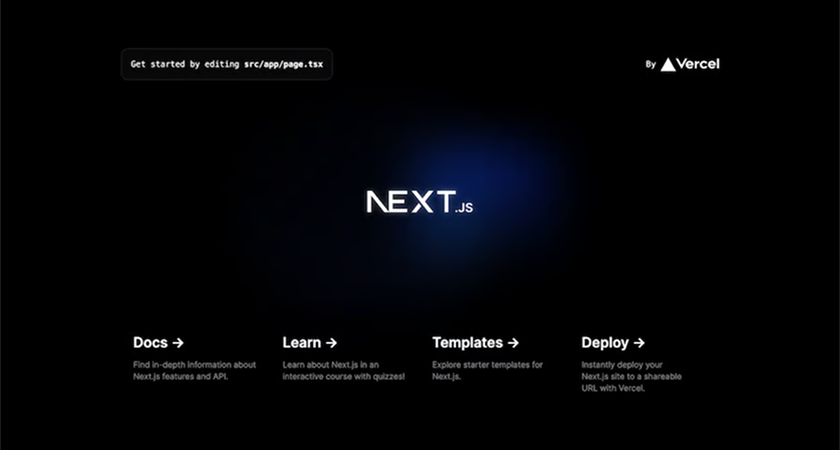 Get started by editing src/app/page.tsx
By Vercel
NEXT.JS
Docs →
Find in-depth information about
Next.js features and API.
Learn →
Learn about Next.js in an
interactive course with quizzes!
Templates →
Explore starter templates for
Next.js.
Deploy →
Instantly deploy your
Next.js site to a shareable
URL with Vercel.